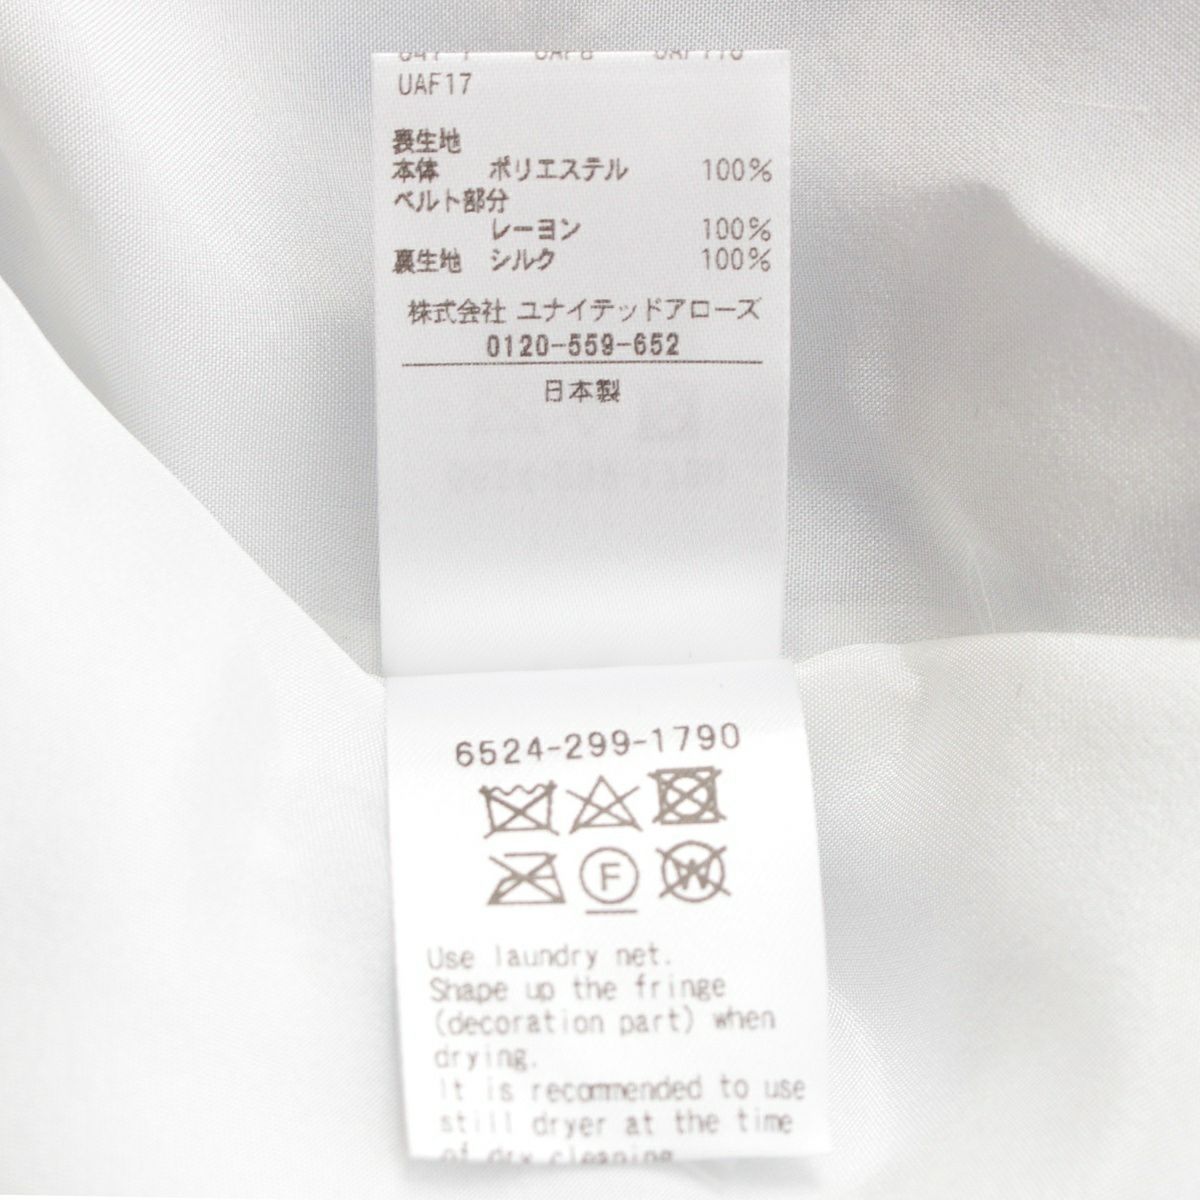 UAF17
表生地
本体 ポリエステル 100%
ベルト部分
レーヨン 100%
裏生地 シルク 100%
株式会社 ユナイテッドアローズ
0120-559-652
日本製
6524-299-1790
F
W
Use laundry net.
Shape up the fringe
(decoration part) when
drying.
It is recommended to use
still dryer at the time
of dry cleaning